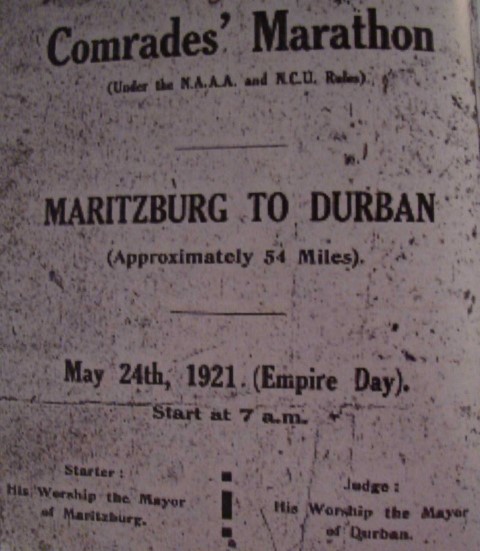 Comrades' Marathon
(Under the N.A.A.A. and N.C.U. Rules).
MARITZBURG TO DURBAN
(Approximately 54 Miles).
May 24th, 1921. (Empire Day).
Start at 7 a.m.
Starter:
His Worship the Mayor
of Maritzburg.
Judge:
His Worship the Mayor
of Durban.